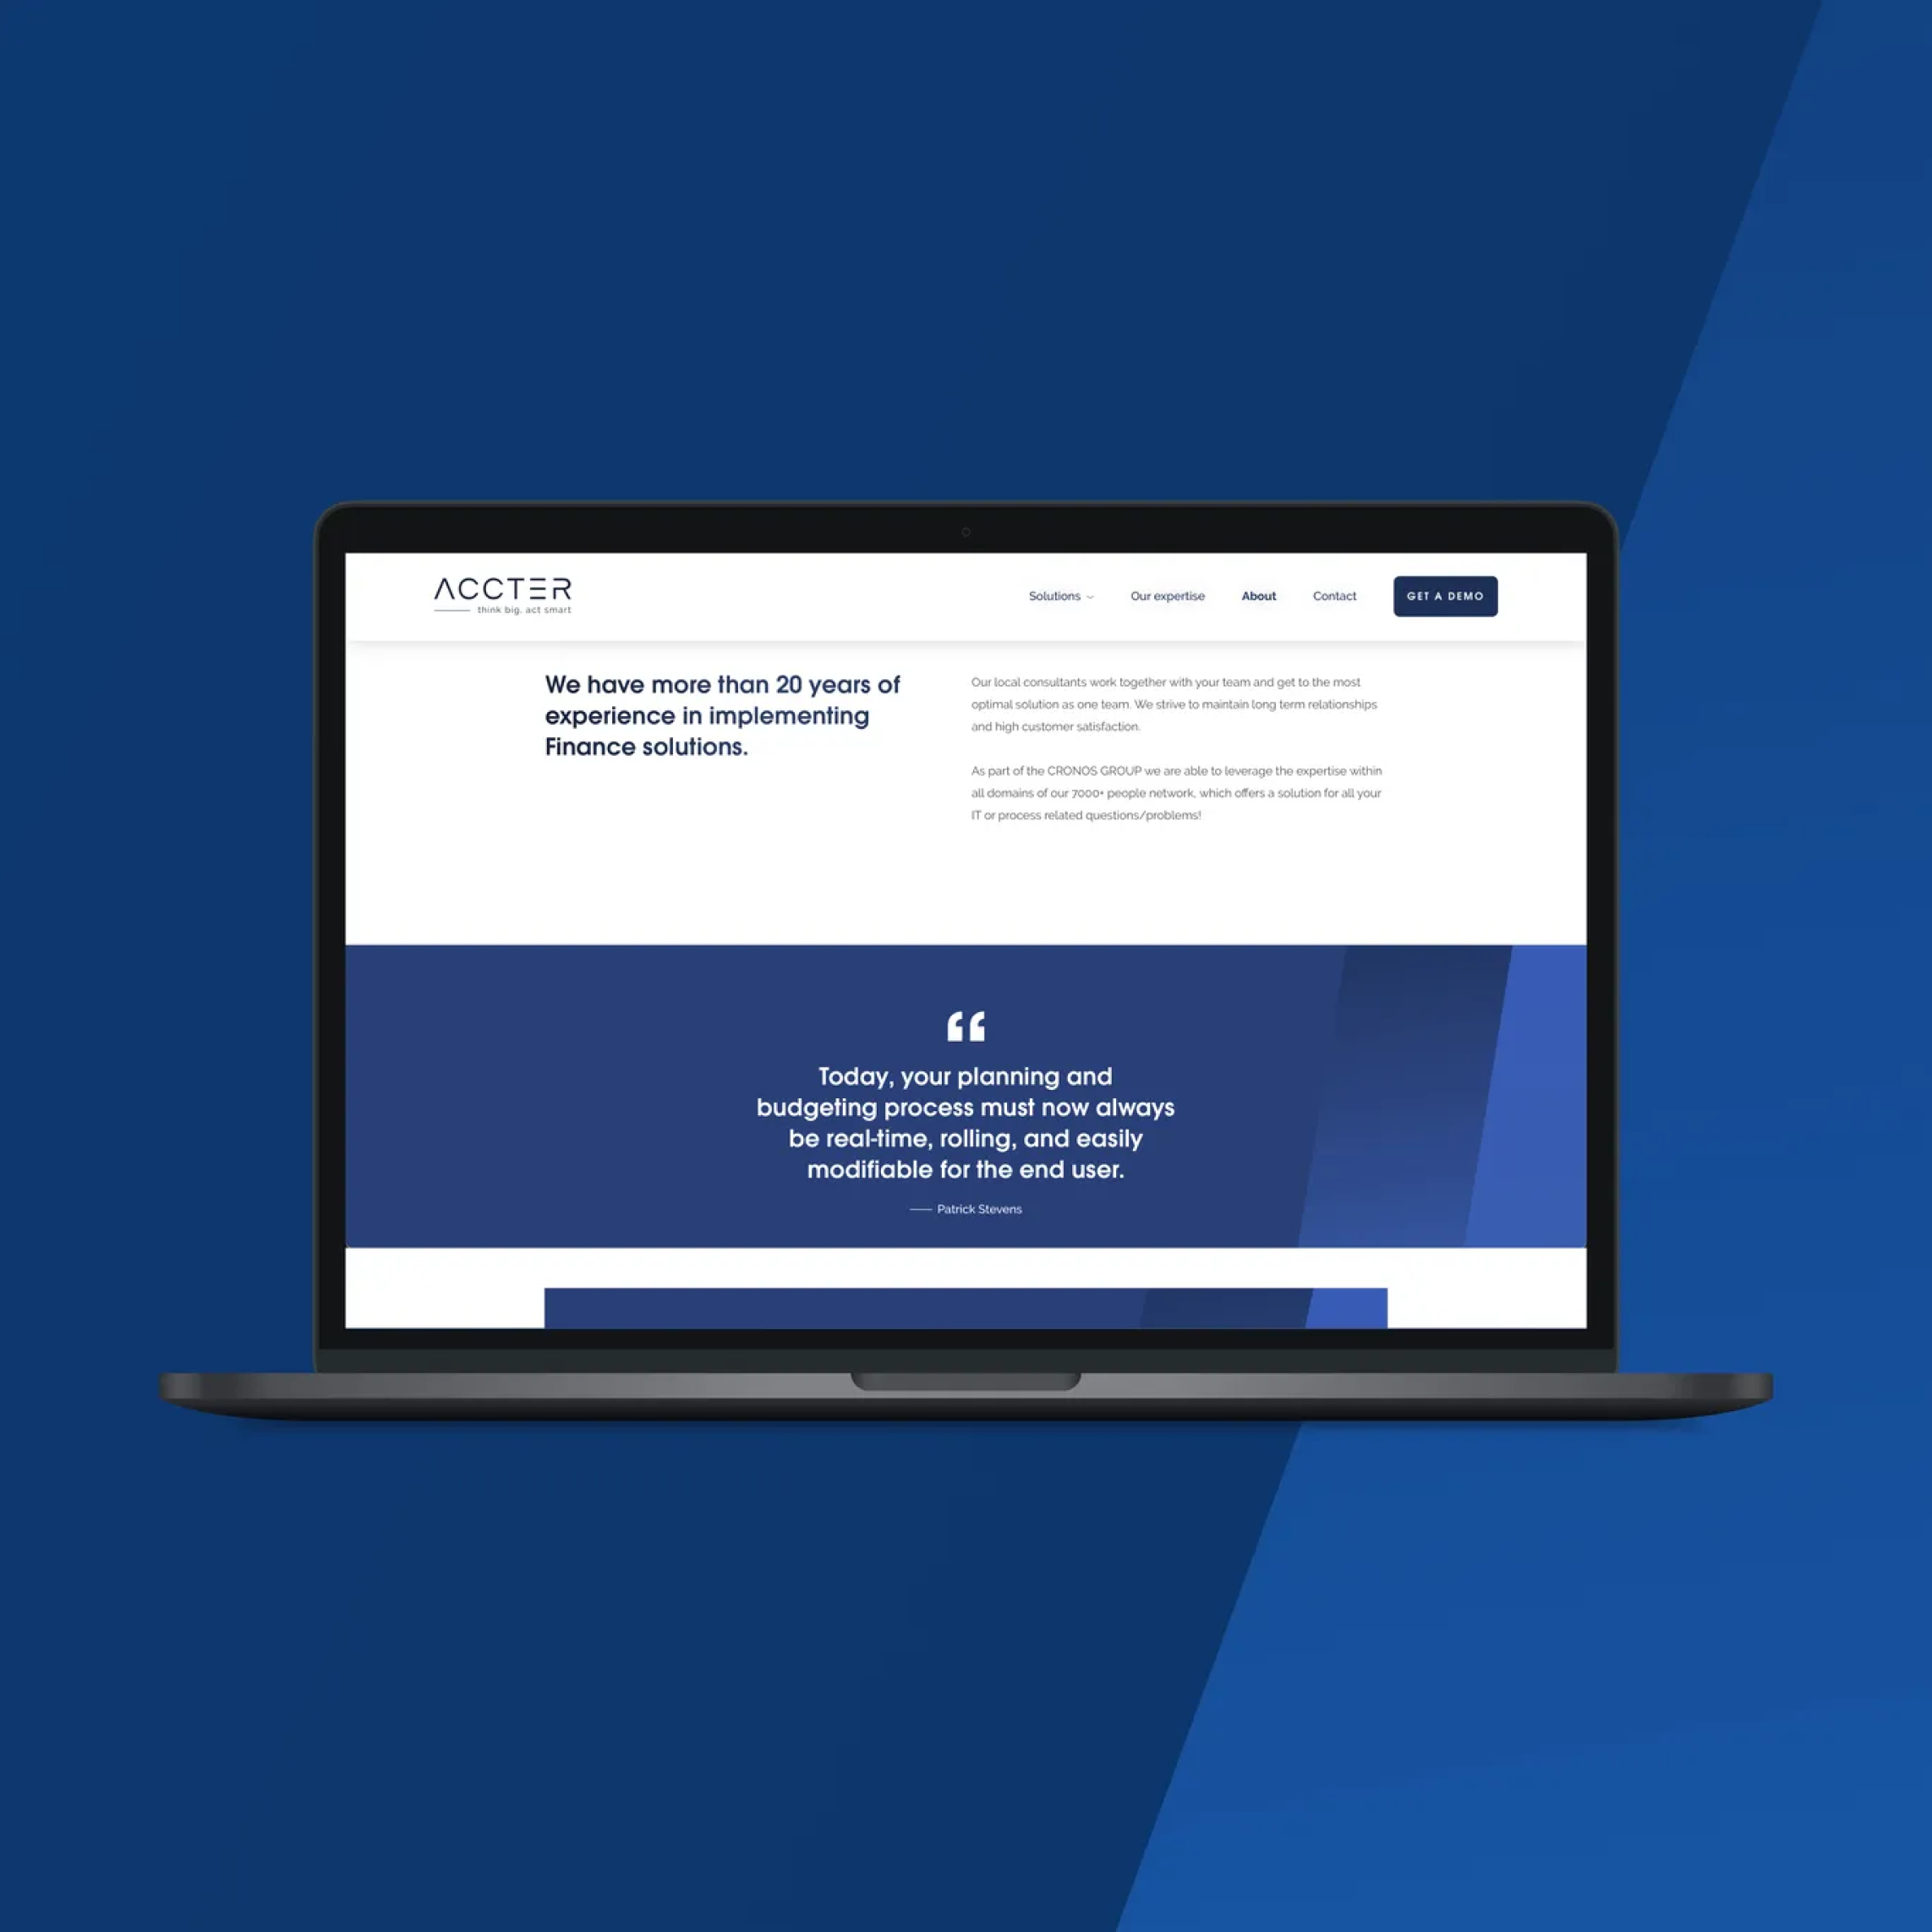 ACCTER
think big. act smart
Solutions
Our expertise
About
Contact
GET A DEMO
We have more than 20 years of
experience in implementing
Finance solutions.
Our local consultants work together with your team and get to the most
optimal solution as one team. We strive to maintain long term relationships
and high customer satisfaction.
As part of the CRONOS GROUP we are able to leverage the expertise within
all domains of our 7000+ people network, which offers a solution for all your
IT or process related questions/problems!
“
Today, your planning and
budgeting process must now always
be real-time, rolling, and easily
modifiable for the end user.
— Patrick Stevens